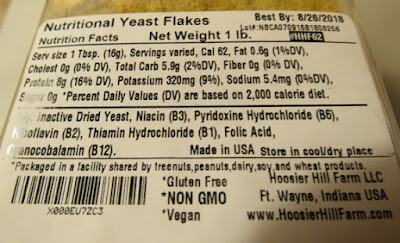 Nutritional Yeast Flakes
Best By: 8/26/2018
Nutrition Facts
Net Weight 1 lb.
Lot#:NBCA070915B1808256
#HHF62
Serv size 1 Tbsp. (16g), Servings varied, Cal 62, Fat 0.6g (1%DV),
Cholest 0g (0% DV), Total Carb 5.9g (2%DV), Fiber 0g (0% DV),
Protein 8g (16% DV), Potassium 320mg (9%), Sodium 5.4mg (0%DV),
Sugars 0g *Percent Daily Values (DV) are based on 2,000 calorie diet.
Inactive Dried Yeast, Niacin (B3), Pyridoxine Hydrochloride (B6),
Riboflavin (B2), Thiamin Hydrochloride (B1), Folic Acid,
Cyanocobalamin (B12).
Made in USA
Store in cool/dry place
*Packaged in a facility shared by treenuts,peanuts,dairy,soy and wheat products.
X000EU7ZC3
*Gluten Free
*NON GMO
*Vegan
Hoosier Hill Farm LLC
Ft. Wayne, Indiana USA
www.HoosierHillFarm.com